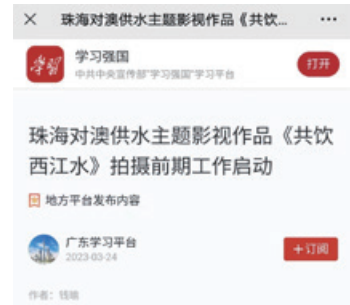 珠海对澳供水主题影视作品《共饮...
学习强国
中共中央宣传部"学习强国"学习平台
打开
学习
珠海对澳供水主题影视作品《共饮
西江水》拍摄前期工作启动
地方平台发布内容
广东学习平台
2023-03-24
+订阅
作者：钱瑜